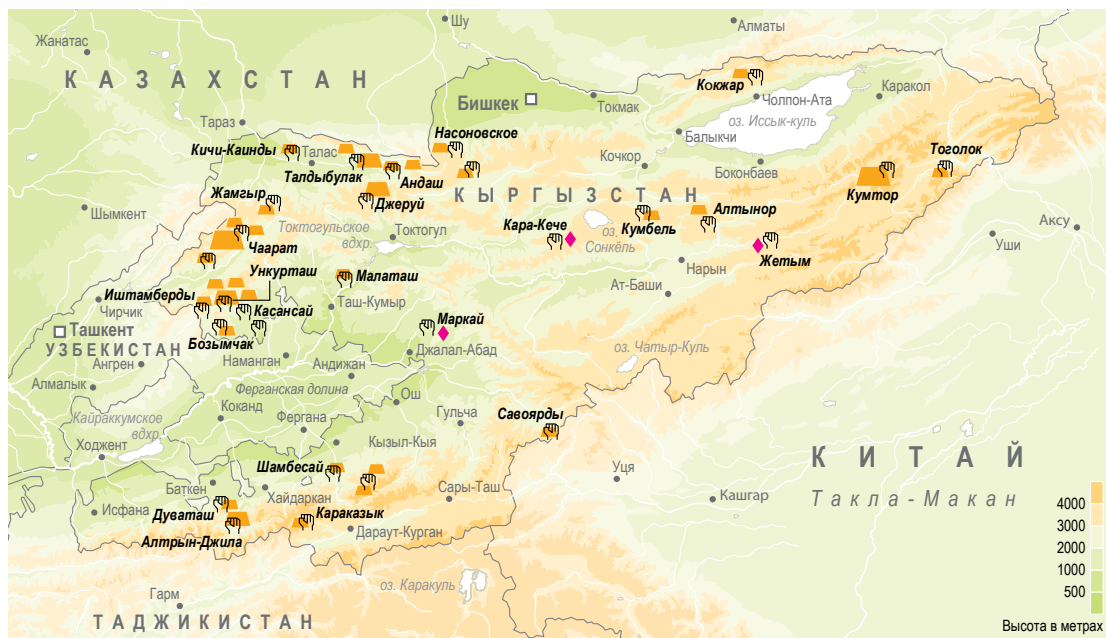 Шу
Алматы
Жанатас
КАЗАХСТАН
Кокжар
Чолпон-Ата
Каракол
Бишкек
Токмак
оз. Иссык-куль
Тараз
Балыкчи
Насоновское
Кичи-Каинды
Талас
Талдыбулак
Андаш
Кочкор
Боконбаев
Тоголок
Джеруй
КЫРГЫЗСТАН
Кумтор
Жамгыр
Шымкент
Токтогульское
вдхр.
Токтогул
Кара-Кече
оз.
Сонкёль
Кумбель
Алтынор
Аксу
Уши
Чаарат
Нарын
Жетым
Ункурташ
Малаташ
Ат-Баши
Иштамберды
Чирчик
Касансай
Таш-Кумыр
Маркай
Ташкент
УЗБЕКИСТАН
Бозымчак
Наманган
Андижан
Джалал-Абад
оз. Чатыр-Куль
Ангрен
Алмалык
Ферганская долина
Ош
Кайраккумское
вдхр.
Коканд
Фергана
Гульча
Савоярды
Ходжент
Кызыл-Кыя
КИТАЙ
Такла-Макан
Шамбесай
Уця
Кашгар
Баткен
Хайдаркан
Сары-Таш
Исфана
Дуваташ
Караказык
Алтрын-Джила
Дараут-Курган
4000
3000
2000
1000
500
оз. Каракуль
Гарм
ТАДЖИКИСТАН
Высота в метрах